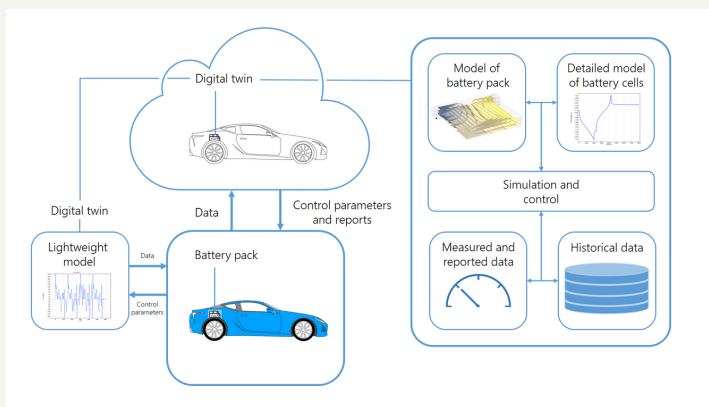 Digital twin
Model of
battery pack
Detailed model
of battery cells
Simulation and
control
Digital twin
Data
Control parameters
and reports
Lightweight
model
Data
Control
parameters
Battery pack
Measured and
reported data
Historical data